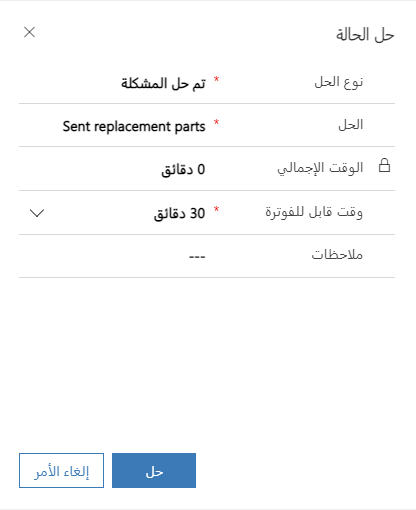 حل الحالة
نوع الحل * تم حل المشكلة
الحل * Sent replacement parts
الوقت الإجمالي 0 دقائق
وقت قابل للفوترة * 30 دقائق
ملاحظات ---
حل إلغاء الأمر